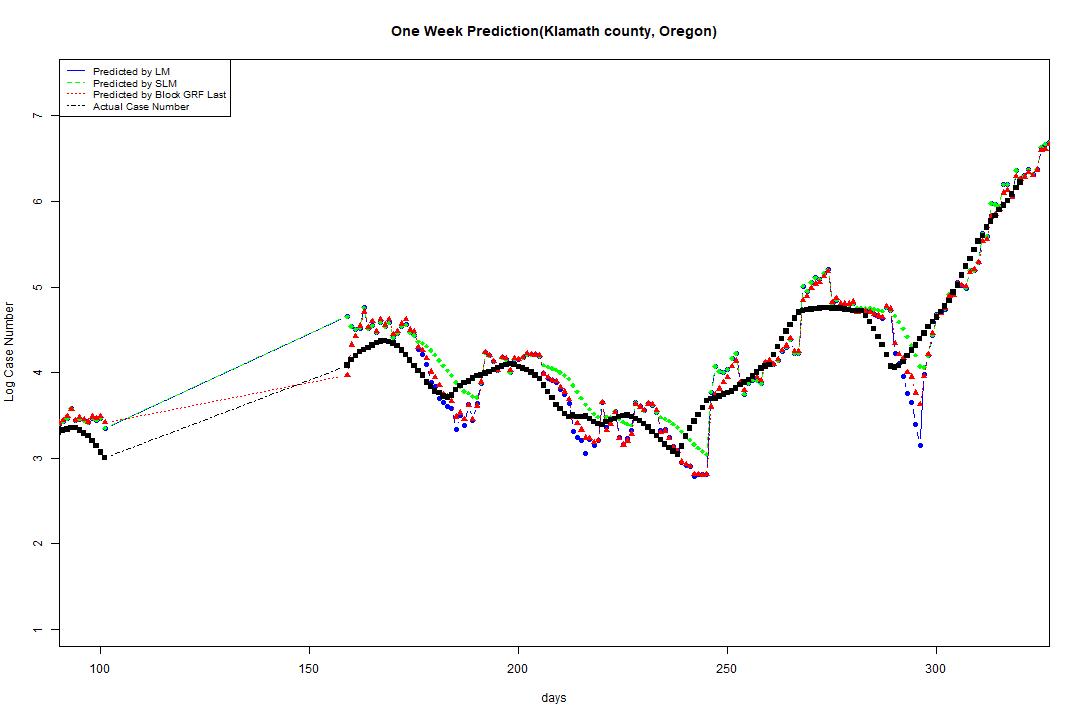 One Week Prediction(Klamath county, Oregon)
Predicted by LM
Predicted by SLM
Predicted by Block GRF Last
Actual Case Number
7
6
5
4
3
2
1
Log Case Number
100 150 200 250 300
days